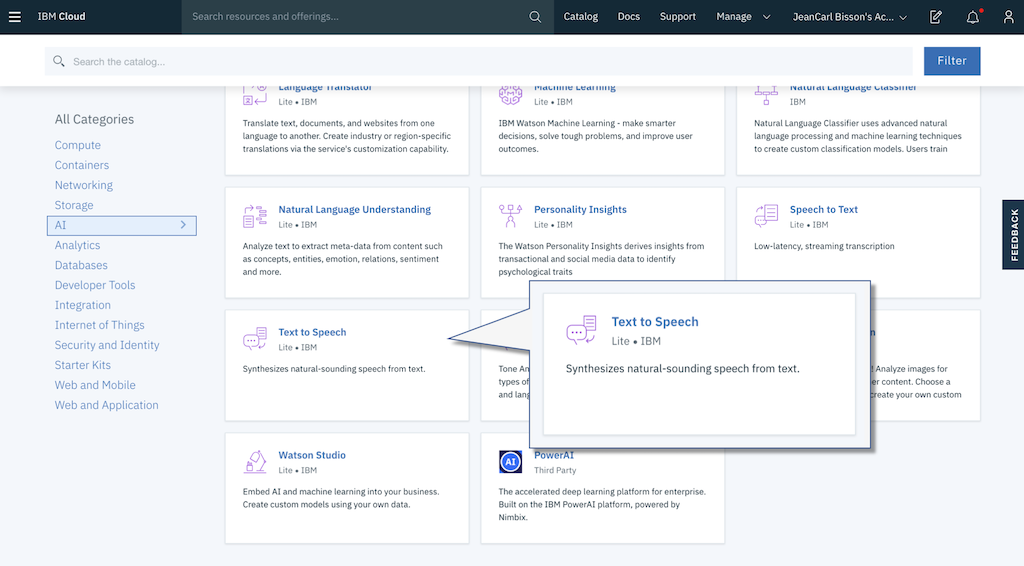 IBM Cloud
Search resources and offerings...
Catalog
Docs
Support
Manage
JeanCarl Bisson's Ac...
Search the catalog...
Filter
All Categories
Compute
Containers
Networking
Storage
AI
Analytics
Databases
Developer Tools
Integration
Internet of Things
Security and Identity
Starter Kits
Web and Mobile
Web and Application
Language Translator
Lite • IBM
Translate text, documents, and websites from one
language to another. Create industry or region-specific
translations via the service's customization capability.
Machine Learning
Lite • IBM
IBM Watson Machine Learning - make smarter
decisions, solve tough problems, and improve user
outcomes.
Natural Language Classifier
IBM
Natural Language Classifier uses advanced natural
language processing and machine learning techniques
to create custom classification models. Users train
Natural Language Understanding
Lite • IBM
Analyze text to extract meta-data from content such
as concepts, entities, emotion, relations, sentiment
and more.
Personality Insights
Lite • IBM
The Watson Personality Insights derives insights from
transactional and social media data to identify
psychological traits
Speech to Text
Lite • IBM
Low-latency, streaming transcription
Text to Speech
Lite • IBM
Synthesizes natural-sounding speech from text.
Tone
types of
Text to Speech
Lite • IBM
Synthesizes natural-sounding speech from text.
Analyze images for
content. Choose a
create your own custom
Watson Studio
Lite • IBM
Embed AI and machine learning into your business.
Create custom models using your own data.
AI
PowerAI
Third Party
The accelerated deep learning platform for enterprise.
Built on the IBM PowerAI platform, powered by
Nimbix.
FEEDBACK